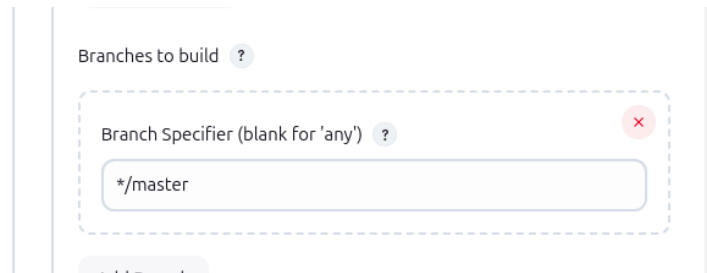 Branches to build ?
Branch Specifier (blank for 'any') ?
*/master